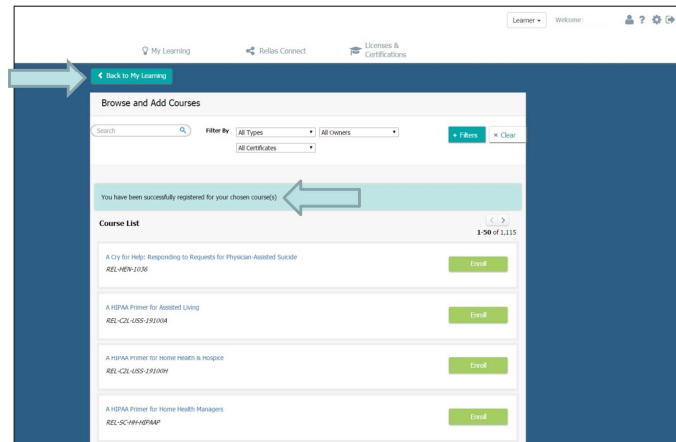 Learner
Welcome:
?
My Learning
Relias Connect
Licenses &
Certifications
Back to My Learning
Browse and Add Courses
Search
Filter By
All Types
All Owners
+ Filters
× Clear
All Certificates
You have been successfully registered for your chosen course(s)
Course List
1-50 of 1,115
A Cry for Help: Responding to Requests for Physician-Assisted Suicide
Enroll
REL-HEN-1036
A HIPAA Primer for Assisted Living
Enroll
REL-C2L-USS-19100A
A HIPAA Primer for Home Health & Hospice
Enroll
REL-C2L-USS-19100H
A HIPAA Primer for Home Health Managers
Enroll
REL-SC-HH-HIPAAP